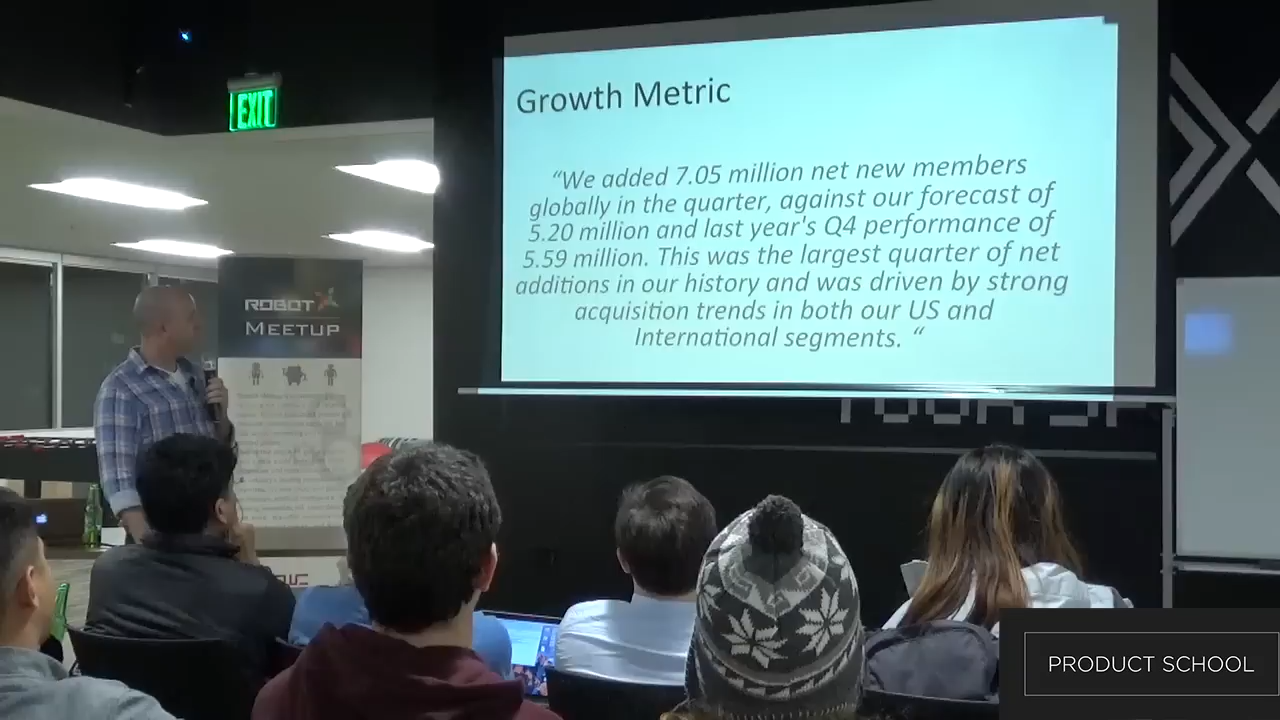 EXIT
Growth Metric
“We added 7.05 million net new members
globally in the quarter, against our forecast of
5.20 million and last year's Q4 performance of
5.59 million. This was the largest quarter of net
additions in our history and was driven by strong
acquisition trends in both our US and
International segments. “
ROBOT
MEETUP
PRODUCT SCHOOL